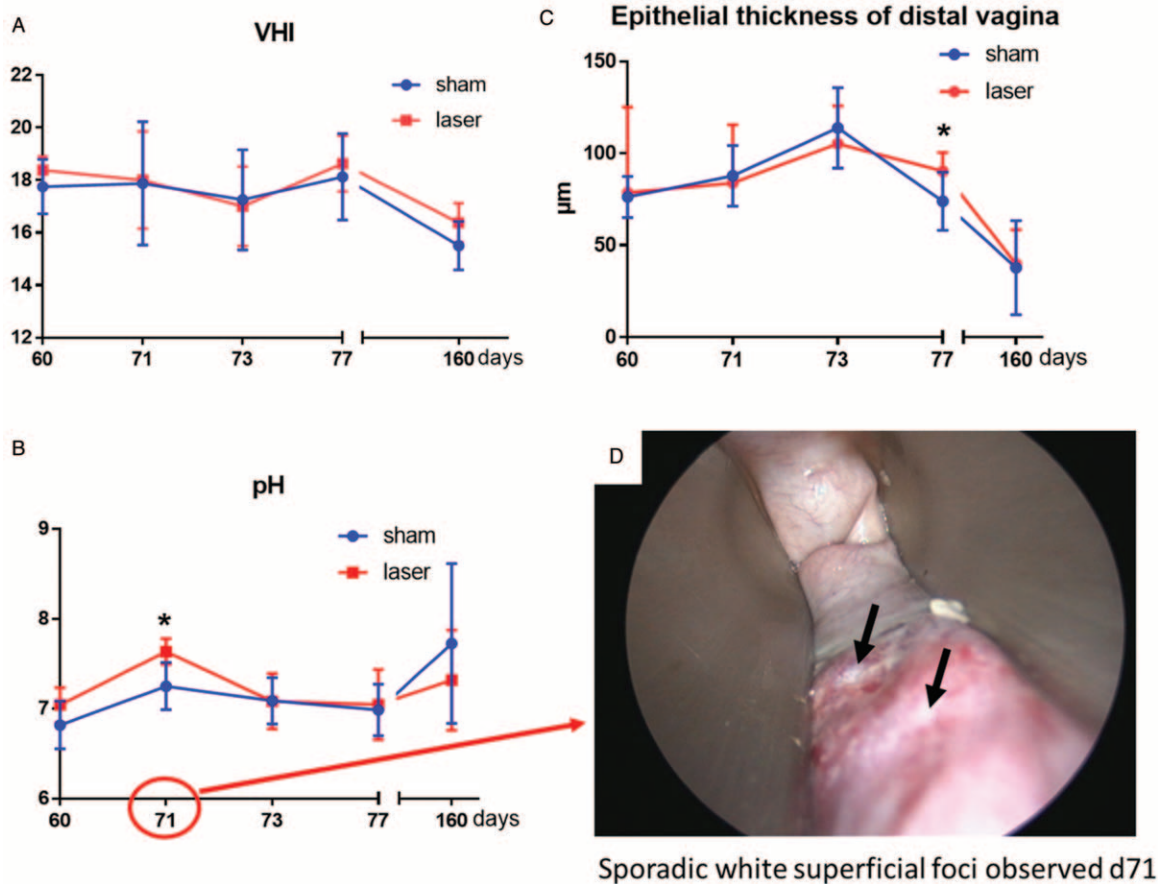 A
VHI
sham
laser
22
20
18
16
14
12
60 71 73 77 160 days
B
pH
sham
laser
9
8
7
6
*
60 71 73 77 160 days
C
Epithelial thickness of distal vagina
sham
laser
µm
150
100
50
0
*
60 71 73 77 160 days
D
Sporadic white superficial foci observed d71